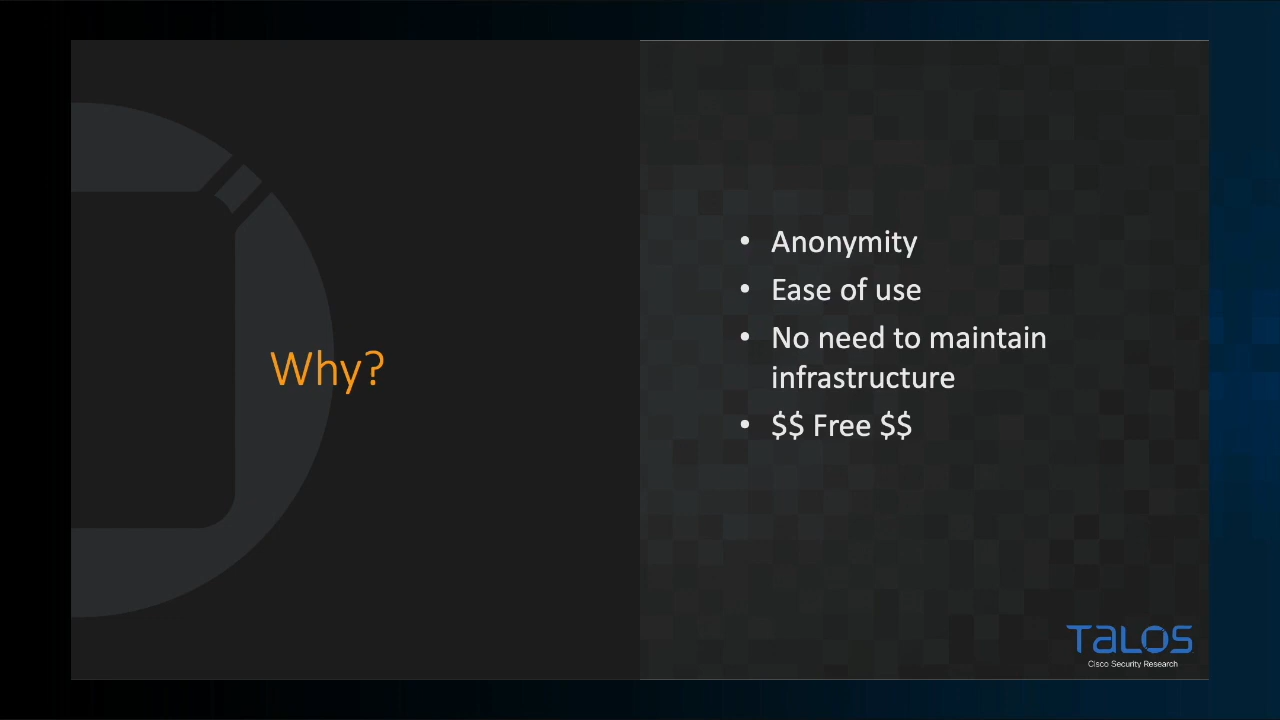 Why?
• Anonymity
• Ease of use
• No need to maintain
infrastructure
• $$ Free $$
TALOS
Cisco Security Research